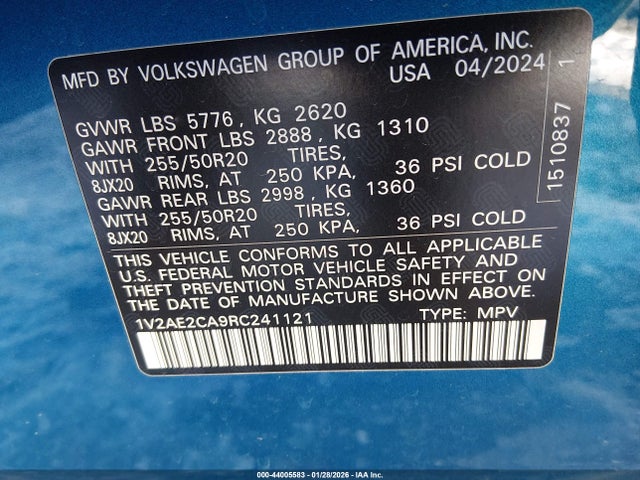 MFD BY VOLKSWAGEN GROUP OF AMERICA, INC.
USA 04/2024
GVWR LBS 5776, KG 2620
GAWR FRONT LBS 2888, KG 1310
WITH 255/50R20 TIRES,
8JX20 RIMS, AT 250 KPA, 36 PSI COLD
GAWR REAR LBS 2998, KG 1360
WITH 255/50R20 TIRES,
8JX20 RIMS, AT 250 KPA, 36 PSI COLD
THIS VEHICLE CONFORMS TO ALL APPLICABLE
U.S. FEDERAL MOTOR VEHICLE SAFETY AND
THEFT PREVENTION STANDARDS IN EFFECT ON
THE DATE OF MANUFACTURE SHOWN ABOVE.
1V2AE2CA9RC241121 TYPE: MPV
1510837 1
000-44005583 - 01/28/2026 - IAA Inc.